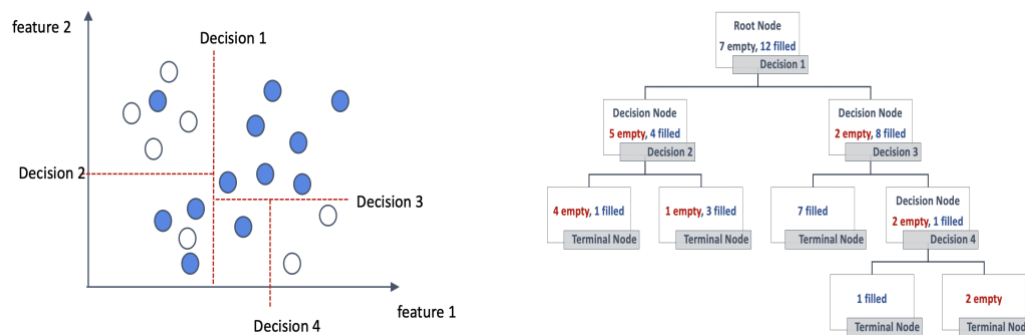 feature 2
Decision 1
Decision 2
Decision 3
feature 1
Decision 4
Root Node
7 empty, 12 filled
Decision 1
Decision Node
5 empty, 4 filled
Decision 2
Decision Node
2 empty, 8 filled
Decision 3
4 empty, 1 filled
Terminal Node
1 empty, 3 filled
Terminal Node
7 filled
Terminal Node
Decision Node
2 empty, 1 filled
Decision 4
1 filled
Terminal Node
2 empty
Terminal Node